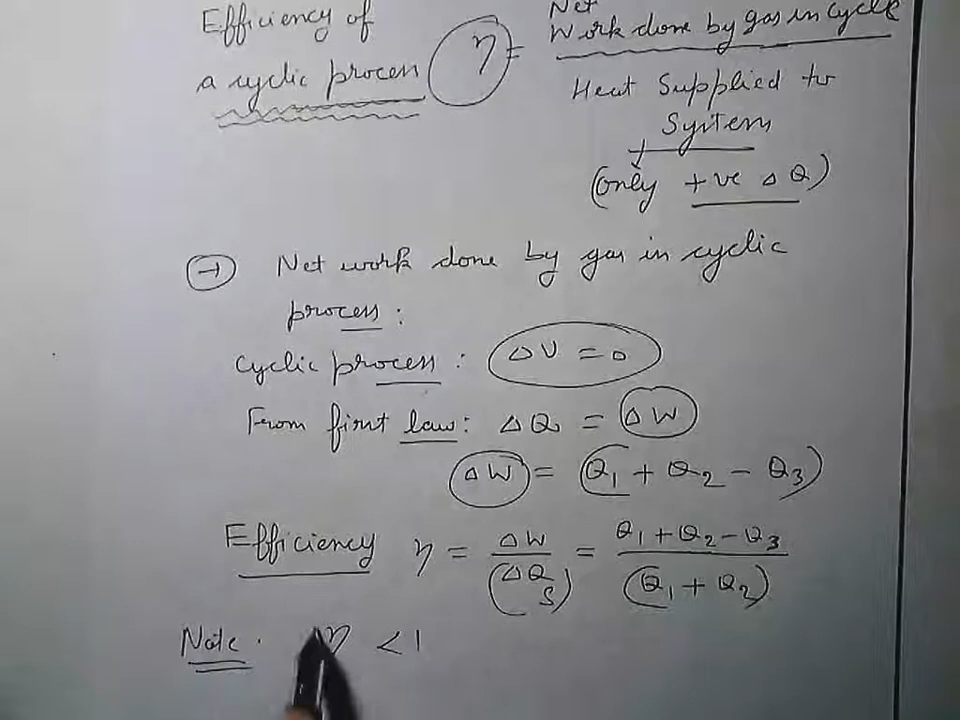 Efficiency of
a cyclic process η = Net Work done by gas in cycle
Heat Supplied to
System
(only +ve ΔQ)
→ Net work done by gas in cyclic
process :
Cyclic process : ΔU = 0
From first law : ΔQ = ΔW
ΔW = (Q₁ + Q₂ - Q₃)
Efficiency η = ΔW / (ΔQ_S) = Q₁ + Q₂ - Q₃ / (Q₁ + Q₂)
Note . η < 1